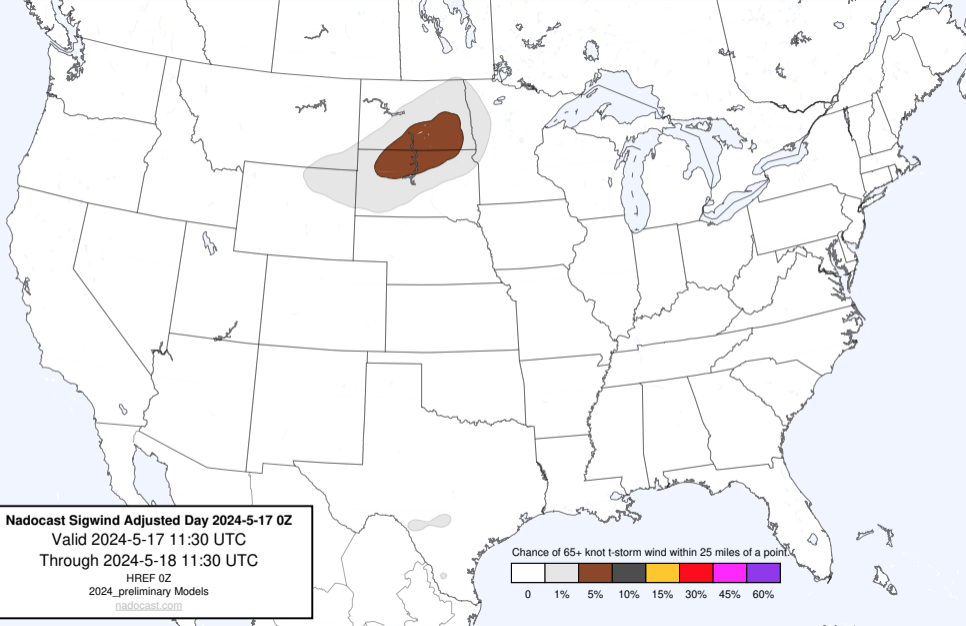 Nadocast Sigwind Adjusted Day 2024-5-17 0Z
Valid 2024-5-17 11:30 UTC
Through 2024-5-18 11:30 UTC
HREF 0Z
2024_preliminary Models
nadocast.com
Chance of 65+ knot t-storm wind within 25 miles of a point.
0 1% 5% 10% 15% 30% 45% 60%